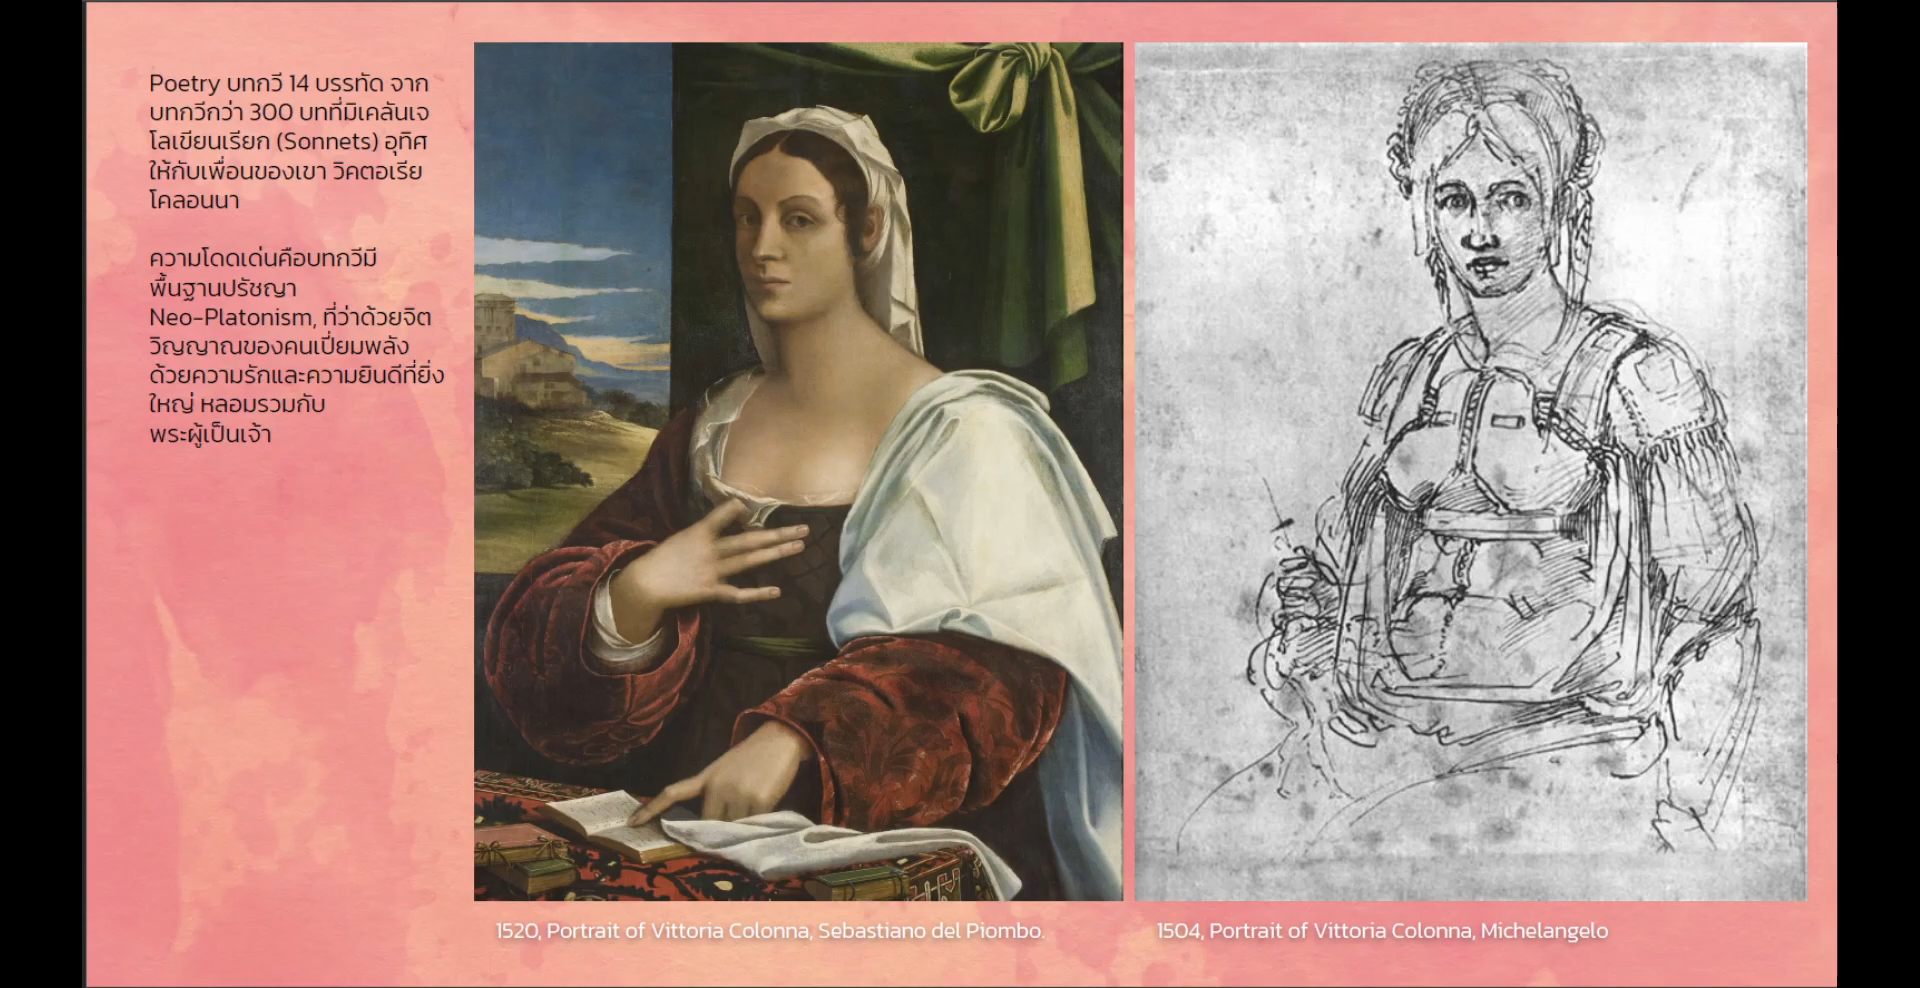 Poetry บทกวี 14 บรรทัด จาก
บทกวีกว่า 300 บทที่มิเคลันเจ
โลเขียนเรียก (Sonnets) อุทิศ
ให้กับเพื่อนของเขา วิคตอเรีย
โคลอนนา
ความโดดเด่นคือบทกวีมี
พื้นฐานปรัชญา
Neo-Platonism, ที่ว่าด้วยจิต
วิญญาณของคนเปี่ยมพลัง
ด้วยความรักและความยินดีที่ยิ่ง
ใหญ่ หลอมรวมกับ
พระผู้เป็นเจ้า
1520, Portrait of Vittoria Colonna, Sebastiano del Piombo.
1504, Portrait of Vittoria Colonna, Michelangelo